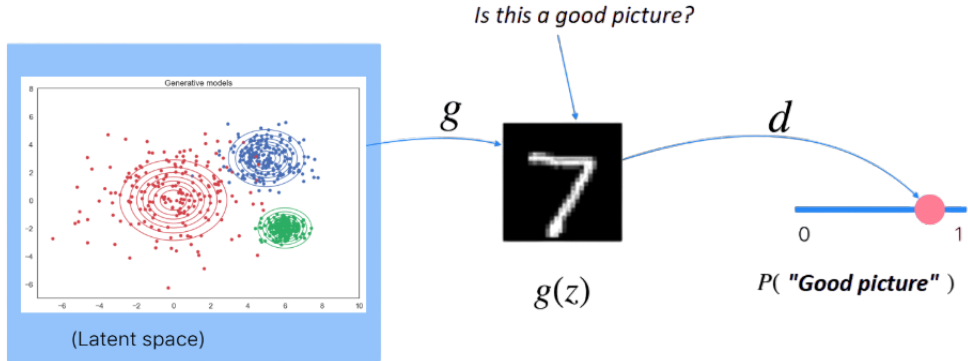 Is this a good picture?
Generative models
8
6
4
2
0
−2
−4
−6
−6 −4 −2 0 2 4 6 8 10
(Latent space)
g
g(z)
d
0 1
P( "Good picture" )